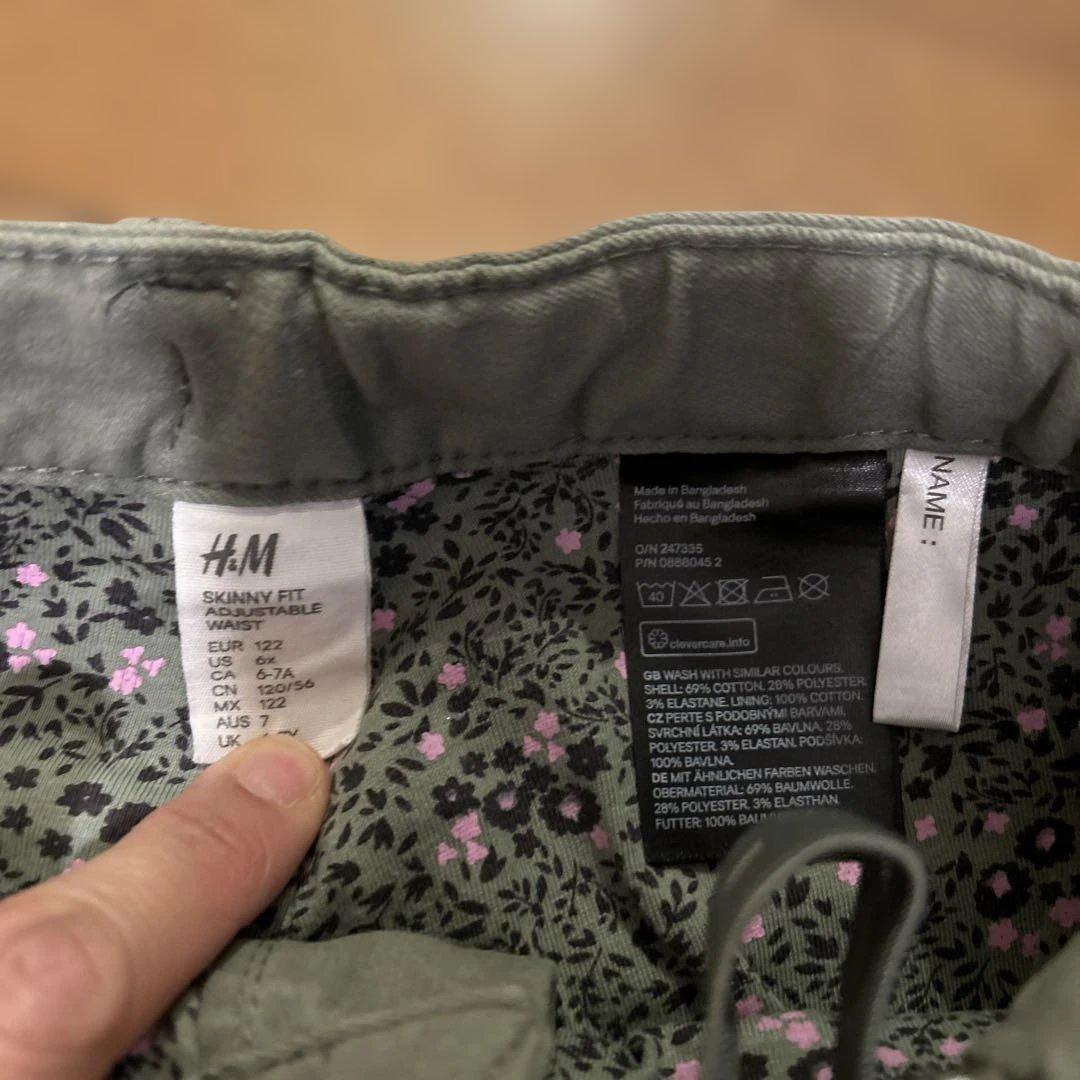 H&M
SKINNY FIT
ADJUSTABLE
WAIST
EUR 122
US 6x
CA 6-7A
CN 120/56
MX 122
AUS 7
UK
Made in Bangladesh
Fabriqué au Bangladesh
Hecho en Bangladesh
O/N 247335
P/N 0888045 2
40
clevercare.info
GB WASH WITH SIMILAR COLOURS.
SHELL: 69% COTTON. 28% POLYESTER.
3% ELASTANE. LINING: 100% COTTON.
CZ PERTE S PODOBNÝMI BARVAMI.
SVRCHNÍ LÁTKA: 69% BAVLNA. 28%
POLYESTER. 3% ELASTAN. PODŠÍVKA:
100% BAVLNA.
DE MIT ÄHNLICHEN FARBEN WASCHEN.
OBERMATERIAL: 69% BAUMWOLLE.
28% POLYESTER. 3% ELASTHAN.
FUTTER: 100%
NAME :